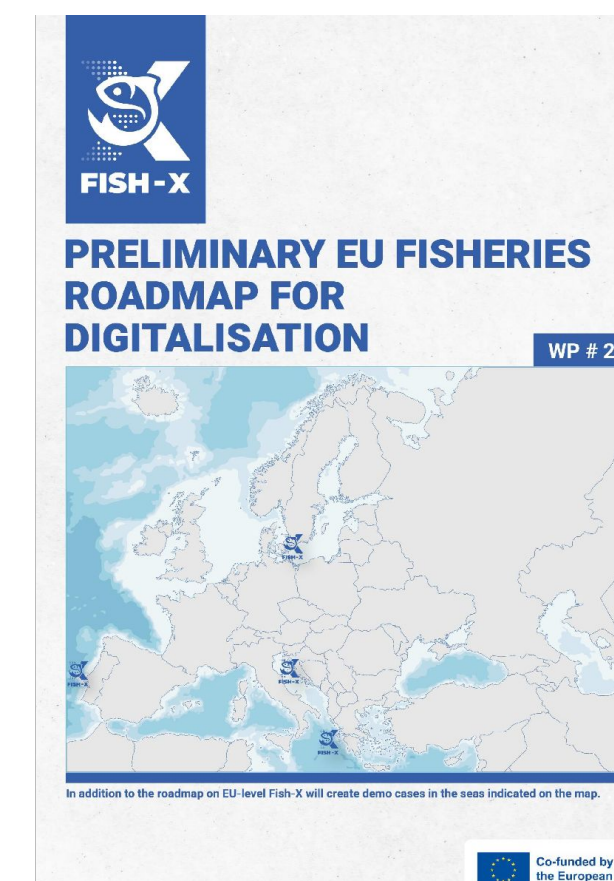 FISH-X
PRELIMINARY EU FISHERIES
ROADMAP FOR
DIGITALISATION
WP # 2
FISH-X
FISH-X
FISH-X
FISH-X
In addition to the roadmap on EU-level Fish-X will create demo cases in the seas indicated on the map.
Co-funded by
the European